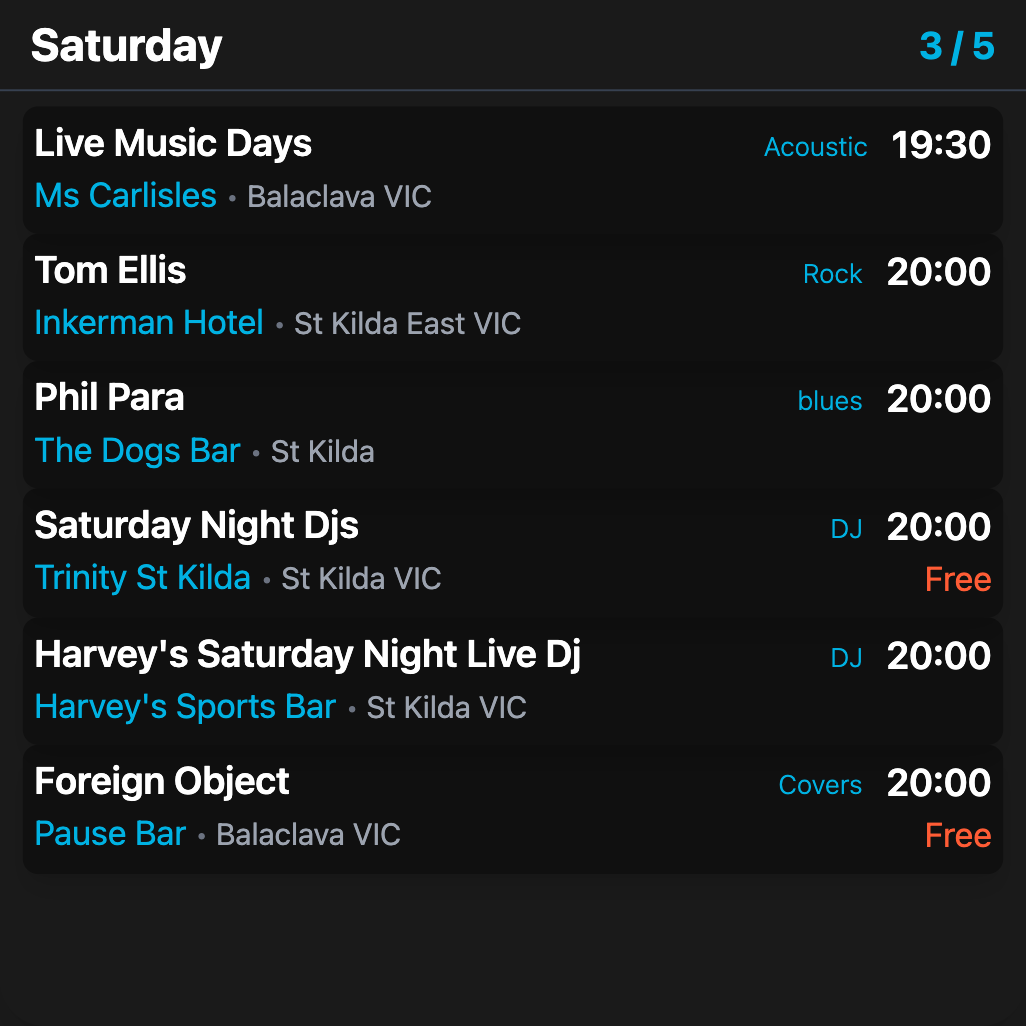 Saturday 3 / 5
Live Music Days Acoustic 19:30
Ms Carlisles • Balaclava VIC
Tom Ellis Rock 20:00
Inkerman Hotel • St Kilda East VIC
Phil Para blues 20:00
The Dogs Bar • St Kilda
Saturday Night Djs DJ 20:00
Trinity St Kilda • St Kilda VIC Free
Harvey's Saturday Night Live Dj DJ 20:00
Harvey's Sports Bar • St Kilda VIC
Foreign Object Covers 20:00
Pause Bar • Balaclava VIC Free